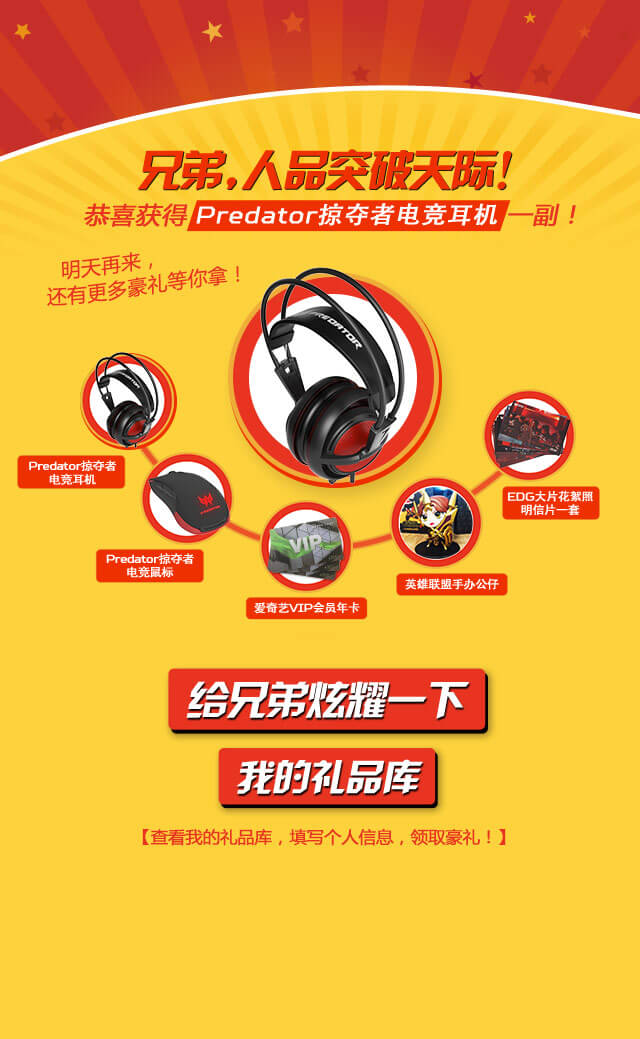 兄弟,人品突破天际!
恭喜获得 Predator掠夺者电竞耳机 一副!
明天再来,
还有更多豪礼等你拿!
PREDATOR
Predator掠夺者
电竞耳机
Predator掠夺者
电竞鼠标
VIP
爱奇艺VIP会员年卡
英雄联盟手办公仔
EDG大片花絮照
明信片一套
给兄弟炫耀一下
我的礼品库
【查看我的礼品库，填写个人信息，领取豪礼！】